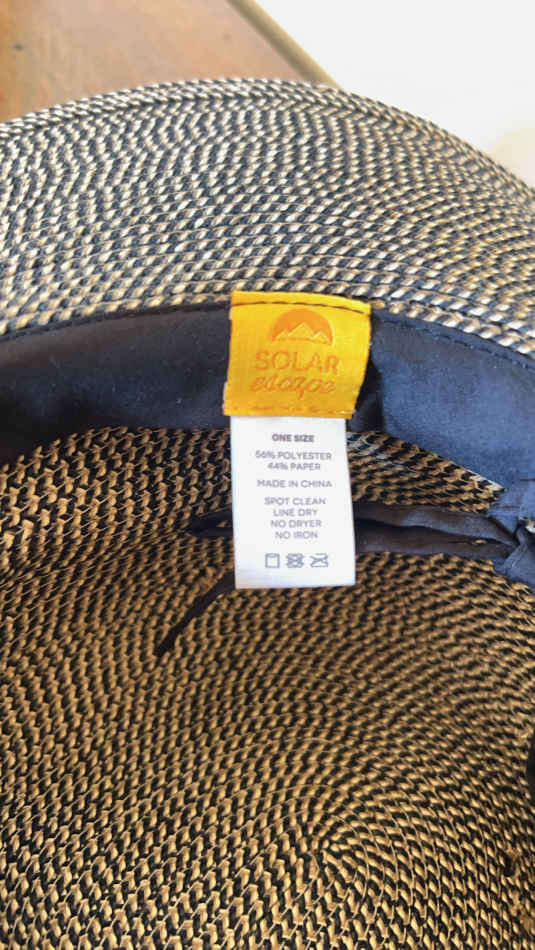 SOLAR
escape
ONE SIZE
56% POLYESTER
44% PAPER
MADE IN CHINA
SPOT CLEAN
LINE DRY
NO DRYER
NO IRON